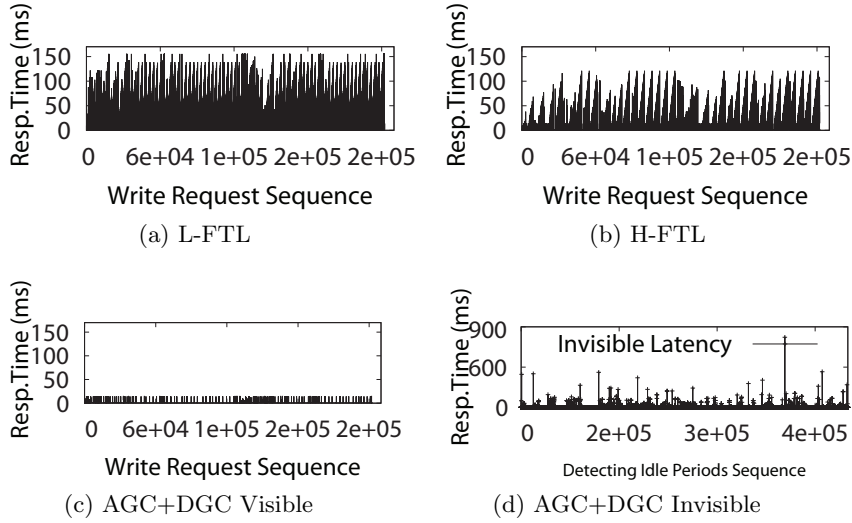 Resp.Time (ms)
150
100
50
0
0 6e+04 1e+05 2e+05 2e+05
Write Request Sequence
(a) L-FTL
Resp.Time (ms)
150
100
50
0
0 6e+04 1e+05 2e+05 2e+05
Write Request Sequence
(b) H-FTL
Resp.Time (ms)
150
100
50
0
0 6e+04 1e+05 2e+05 2e+05
Write Request Sequence
(c) AGC+DGC Visible
Resp.Time (ms)
900
600
0
Invisible Latency
0 2e+05 3e+05 4e+05
Detecting Idle Periods Sequence
(d) AGC+DGC Invisible